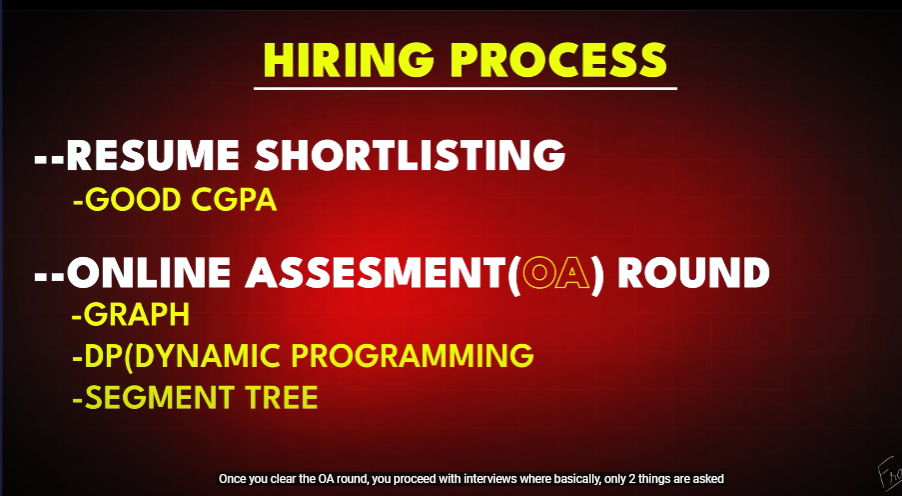 HIRING PROCESS
--RESUME SHORTLISTING
-GOOD CGPA
--ONLINE ASSESMENT(OA) ROUND
-GRAPH
-DP(DYNAMIC PROGRAMMING
-SEGMENT TREE
Once you clear the OA round, you proceed with interviews where basically, only 2 things are asked